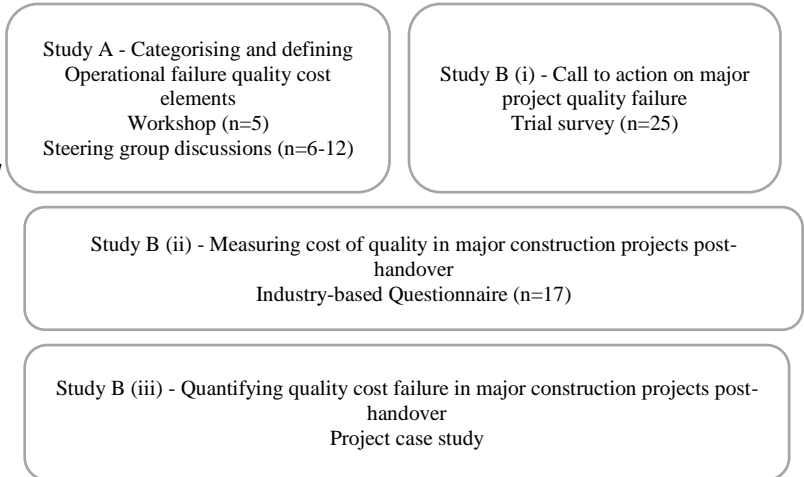 Study A - Categorising and defining
Operational failure quality cost
elements
Workshop (n=5)
Steering group discussions (n=6-12)
Study B (i) - Call to action on major
project quality failure
Trial survey (n=25)
Study B (ii) - Measuring cost of quality in major construction projects post-
handover
Industry-based Questionnaire (n=17)
Study B (iii) - Quantifying quality cost failure in major construction projects post-
handover
Project case study